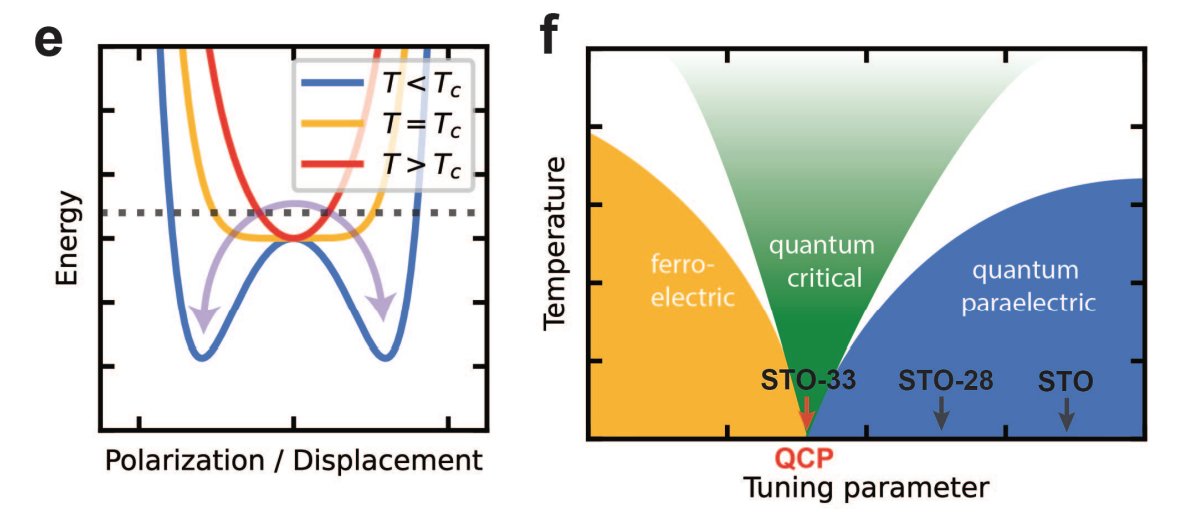 e
T < Tc
T = Tc
T > Tc
Energy
Polarization / Displacement
f
Temperature
ferro-
electric
quantum
critical
quantum
paraelectric
STO-33
STO-28
STO
QCP
Tuning parameter